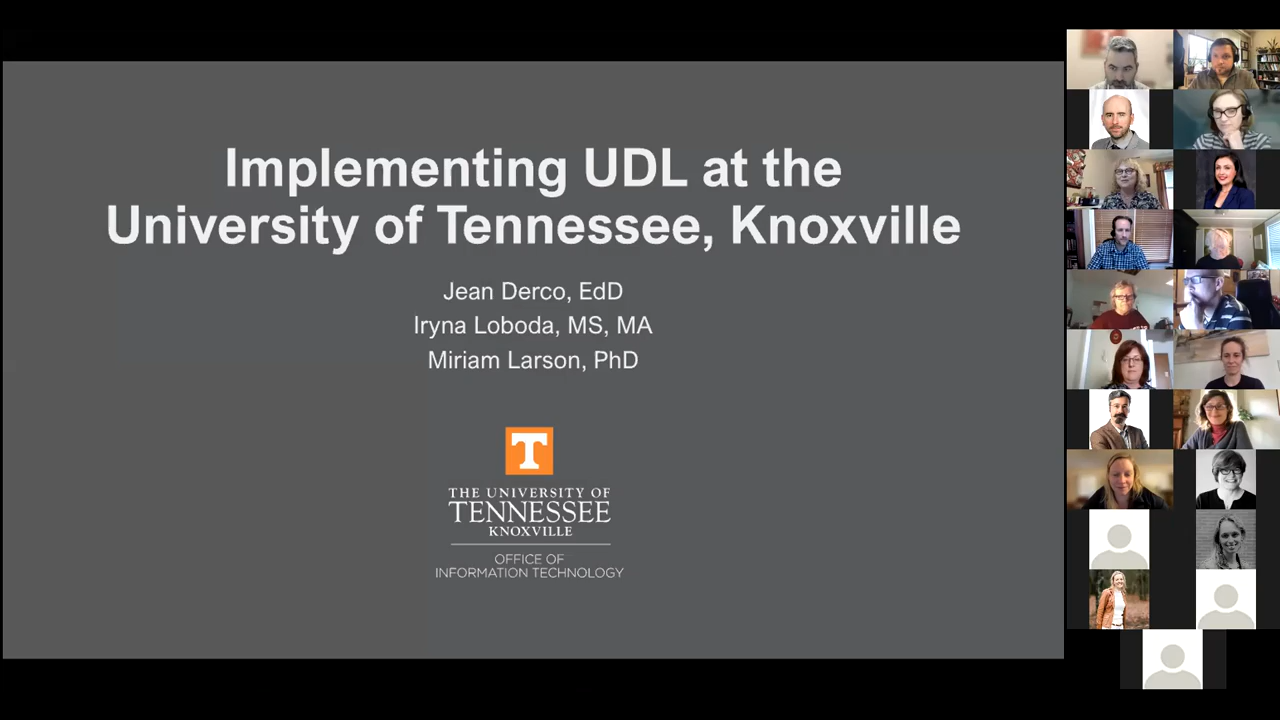 Implementing UDL at the
University of Tennessee, Knoxville
Jean Derco, EdD
Iryna Loboda, MS, MA
Miriam Larson, PhD
T
THE UNIVERSITY OF
TENNESSEE
KNOXVILLE
OFFICE OF
INFORMATION TECHNOLOGY